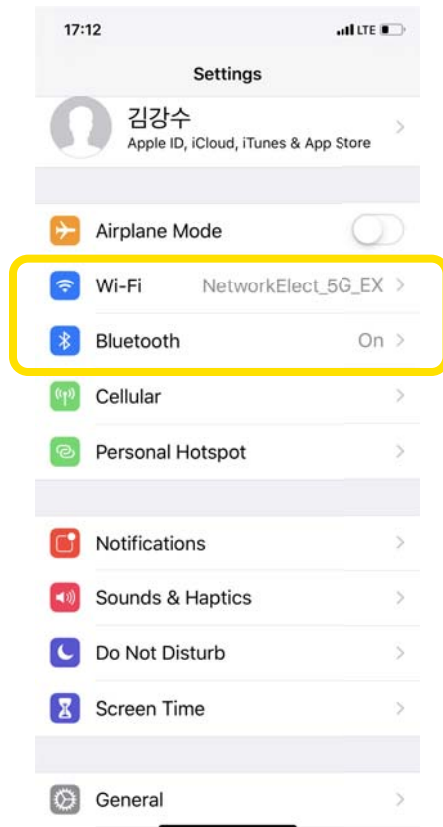 17:12 LTE
Settings
김강수
Apple ID, iCloud, iTunes & App Store
Airplane Mode
Wi-Fi NetworkElect_5G_EX
Bluetooth On
Cellular
Personal Hotspot
Notifications
Sounds & Haptics
Do Not Disturb
Screen Time
General